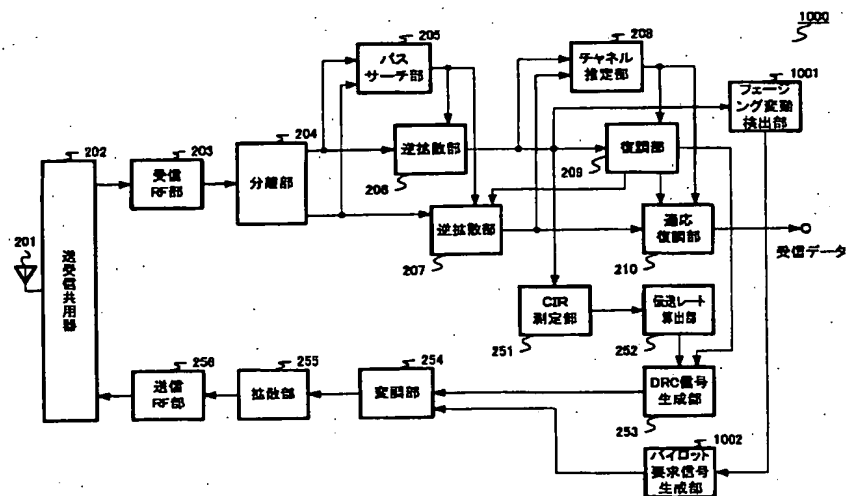 1000
205
パス
サーチ部
208
チャネル
推定部
1001
フェージ
ング変動
検出部
202
送受信共用器
203
受信
RF部
204
分離部
逆拡散部
206
復調部
209
201
逆拡散部
207
適応
復調部
210
受信データ
CIR
測定部
251
伝送レート
算出部
252
256
送信
RF部
255
拡散部
254
変調部
DRC信号
生成部
253
1002
パイロット
要求信号
生成部